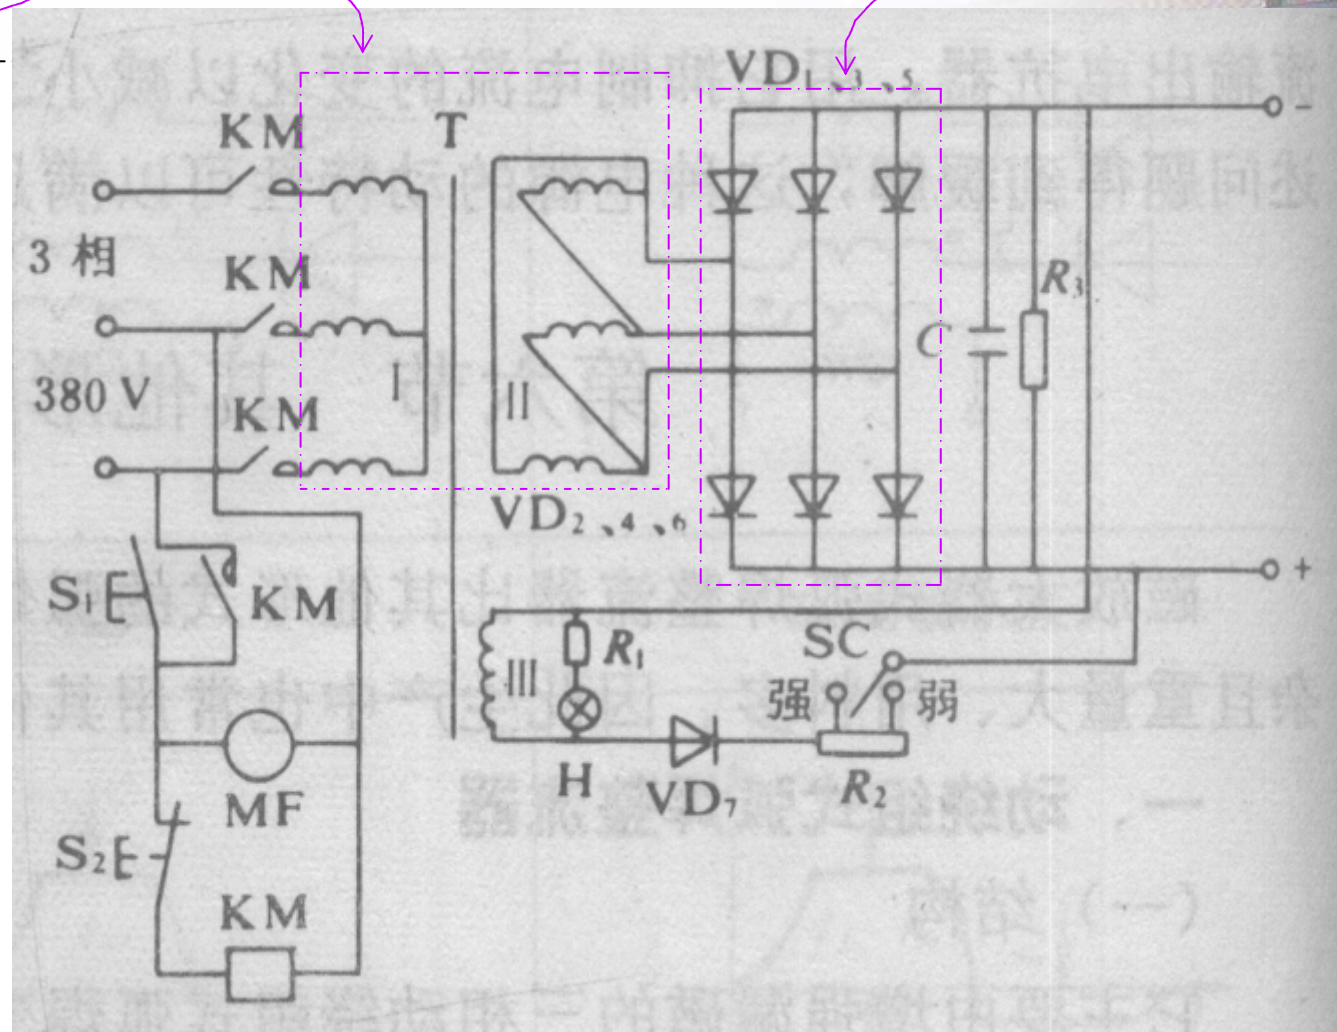 VD₁、₃、₅
KM
T
-
3 相
KM
R₃
C
380 V
I
KM
II
VD₂、₄、₆
+
S₁
KM
R₁
SC
III
强
弱
H
VD₇
R₂
MF
S₂
KM